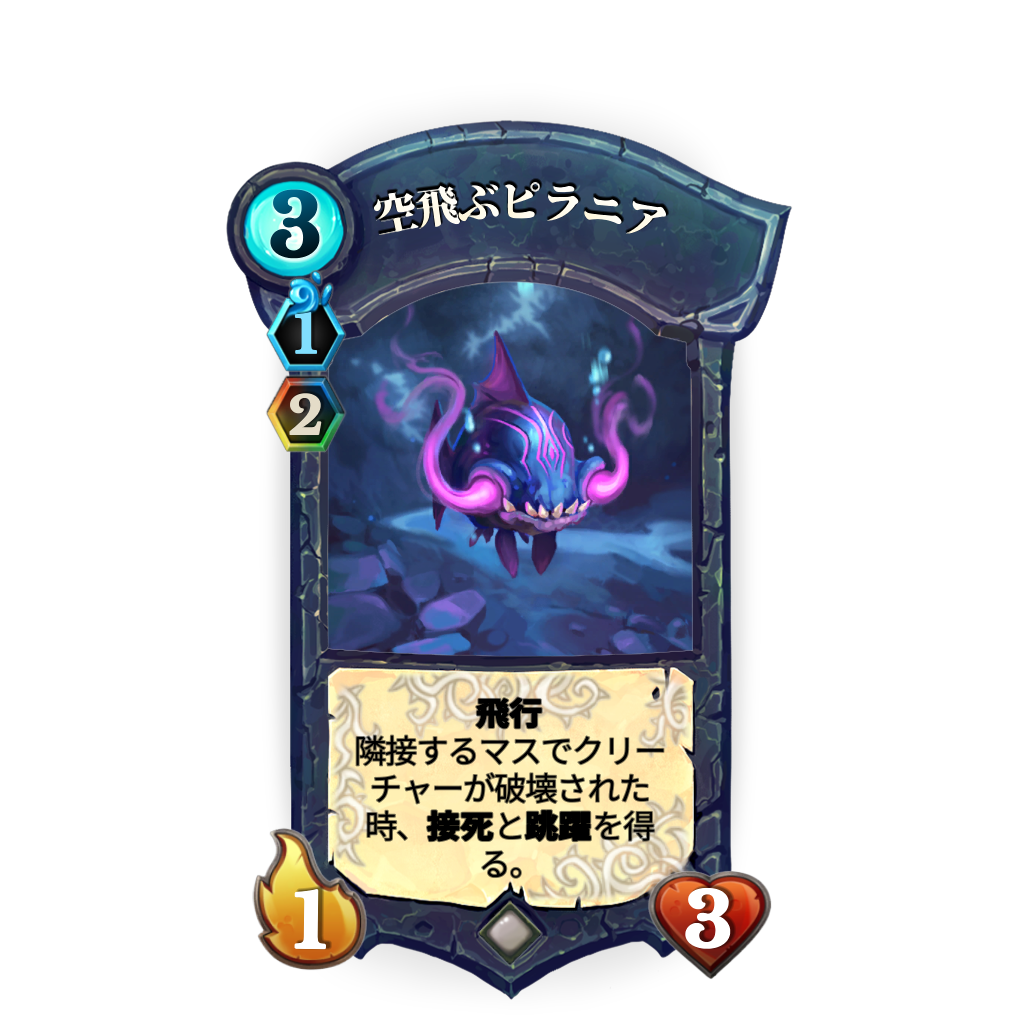 3
空飛ぶピラニア
1
2
飛行
隣接するマスでクリー
チャーが破壊された
時、接死と跳躍を得
る。
1
3